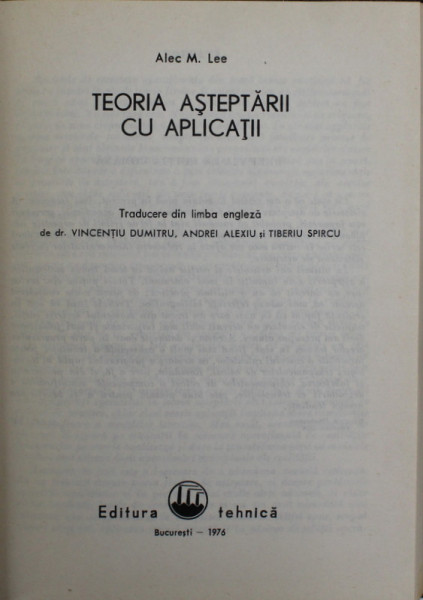 Alec M. Lee
TEORIA AŞTEPTĂRII
CU APLICAŢII
Traducere din limba engleză
de dr. VINCENŢIU DUMITRU, ANDREI ALEXIU şi TIBERIU SPIRCU
Editura tehnică
Bucureşti — 1976